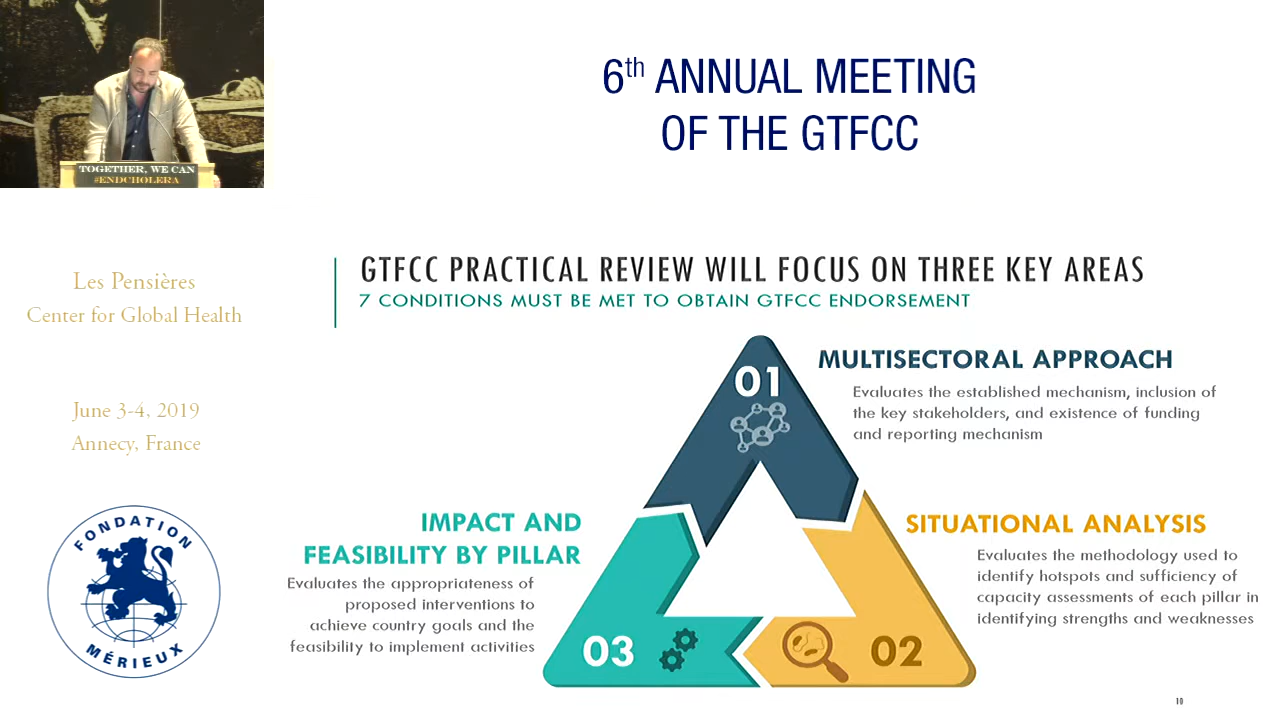 TOGETHER, WE CAN
#ENDCHOLERA
6th ANNUAL MEETING
OF THE GTFCC
Les Pensières
Center for Global Health
June 3-4, 2019
Annecy, France
FONDATION
MÉRIEUX
GTFCC PRACTICAL REVIEW WILL FOCUS ON THREE KEY AREAS
7 CONDITIONS MUST BE MET TO OBTAIN GTFCC ENDORSEMENT
01
MULTISECTORAL APPROACH
Evaluates the established mechanism, inclusion of
the key stakeholders, and existence of funding
and reporting mechanism
SITUATIONAL ANALYSIS
Evaluates the methodology used to
identify hotspots and sufficiency of
capacity assessments of each pillar in
identifying strengths and weaknesses
02
IMPACT AND
FEASIBILITY BY PILLAR
Evaluates the appropriateness of
proposed interventions to
achieve country goals and the
feasibility to implement activities
03
10